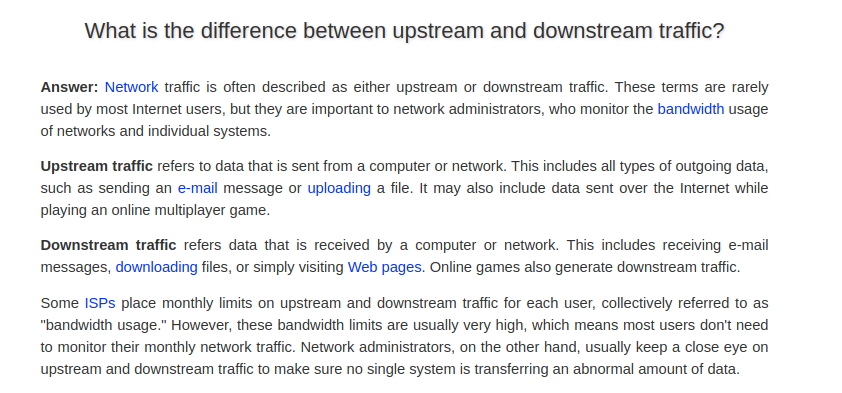 What is the difference between upstream and downstream traffic?
Answer: Network traffic is often described as either upstream or downstream traffic. These terms are rarely
used by most Internet users, but they are important to network administrators, who monitor the bandwidth usage
of networks and individual systems.
Upstream traffic refers to data that is sent from a computer or network. This includes all types of outgoing data,
such as sending an e-mail message or uploading a file. It may also include data sent over the Internet while
playing an online multiplayer game.
Downstream traffic refers data that is received by a computer or network. This includes receiving e-mail
messages, downloading files, or simply visiting Web pages. Online games also generate downstream traffic.
Some ISPs place monthly limits on upstream and downstream traffic for each user, collectively referred to as
"bandwidth usage." However, these bandwidth limits are usually very high, which means most users don't need
to monitor their monthly network traffic. Network administrators, on the other hand, usually keep a close eye on
upstream and downstream traffic to make sure no single system is transferring an abnormal amount of data.